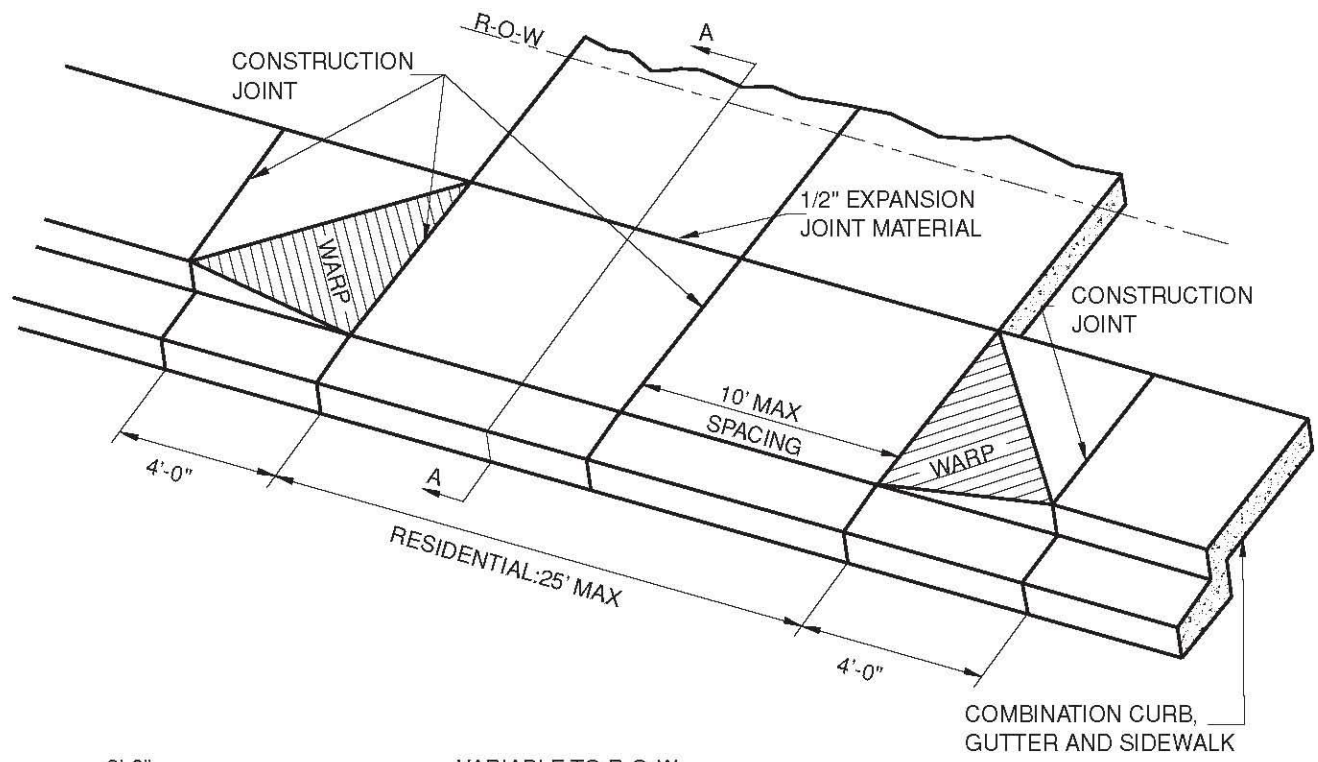 R-O-W
A
CONSTRUCTION
JOINT
1/2" EXPANSION
JOINT MATERIAL
WARP
CONSTRUCTION
JOINT
10' MAX
SPACING
WARP
4'-0"
A
RESIDENTIAL:25' MAX
4'-0"
COMBINATION CURB,
GUTTER AND SIDEWALK
VARIABLE TO R-O-W